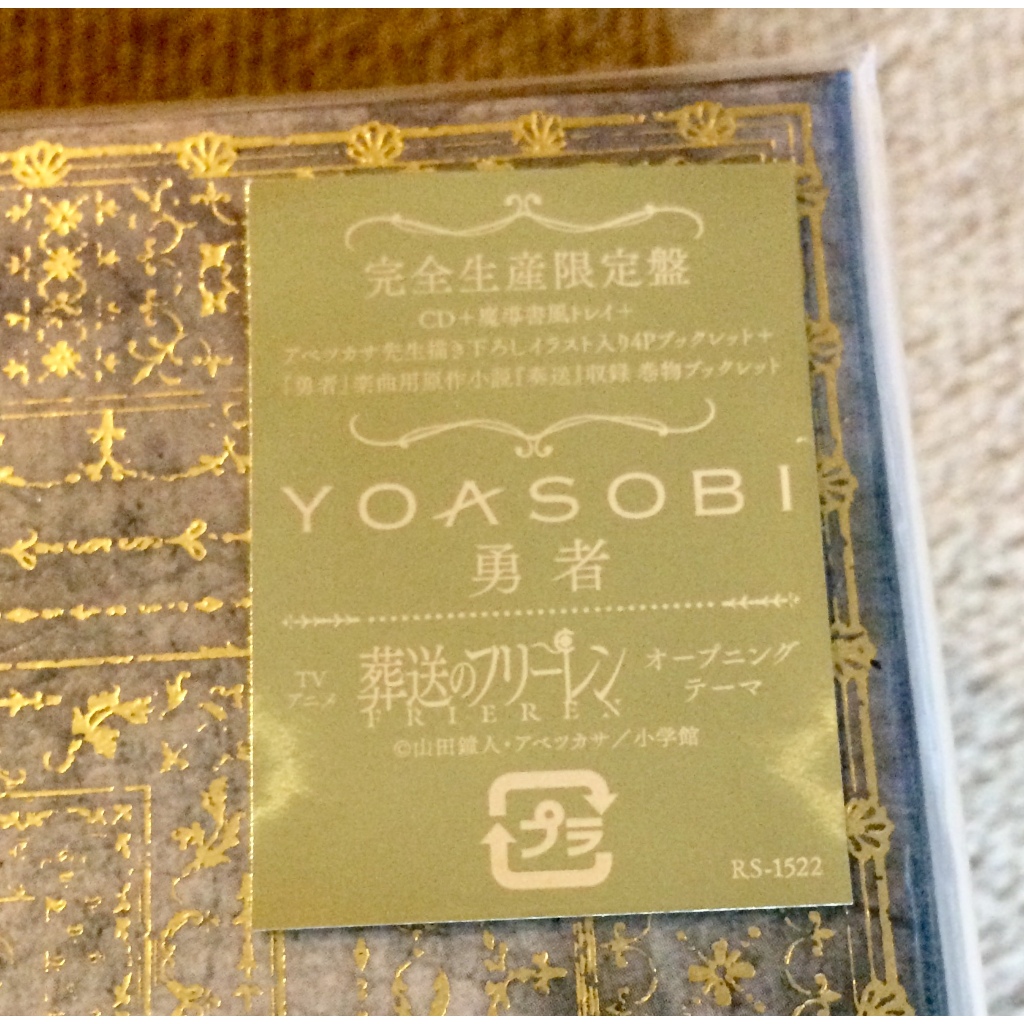 完全生産限定盤
CD+魔導書風トレイ+
アベツカサ先生描き下ろしイラスト入り4Pブックレット+
『勇者』楽曲用原作小説『奏送』収録 巻物ブックレット
YOASOBI
勇者
TVアニメ
葬送のフリーレン
FRIEREN
オープニング
テーマ
©山田鐘人・アベツカサ/小学館
プラ
RS-1522